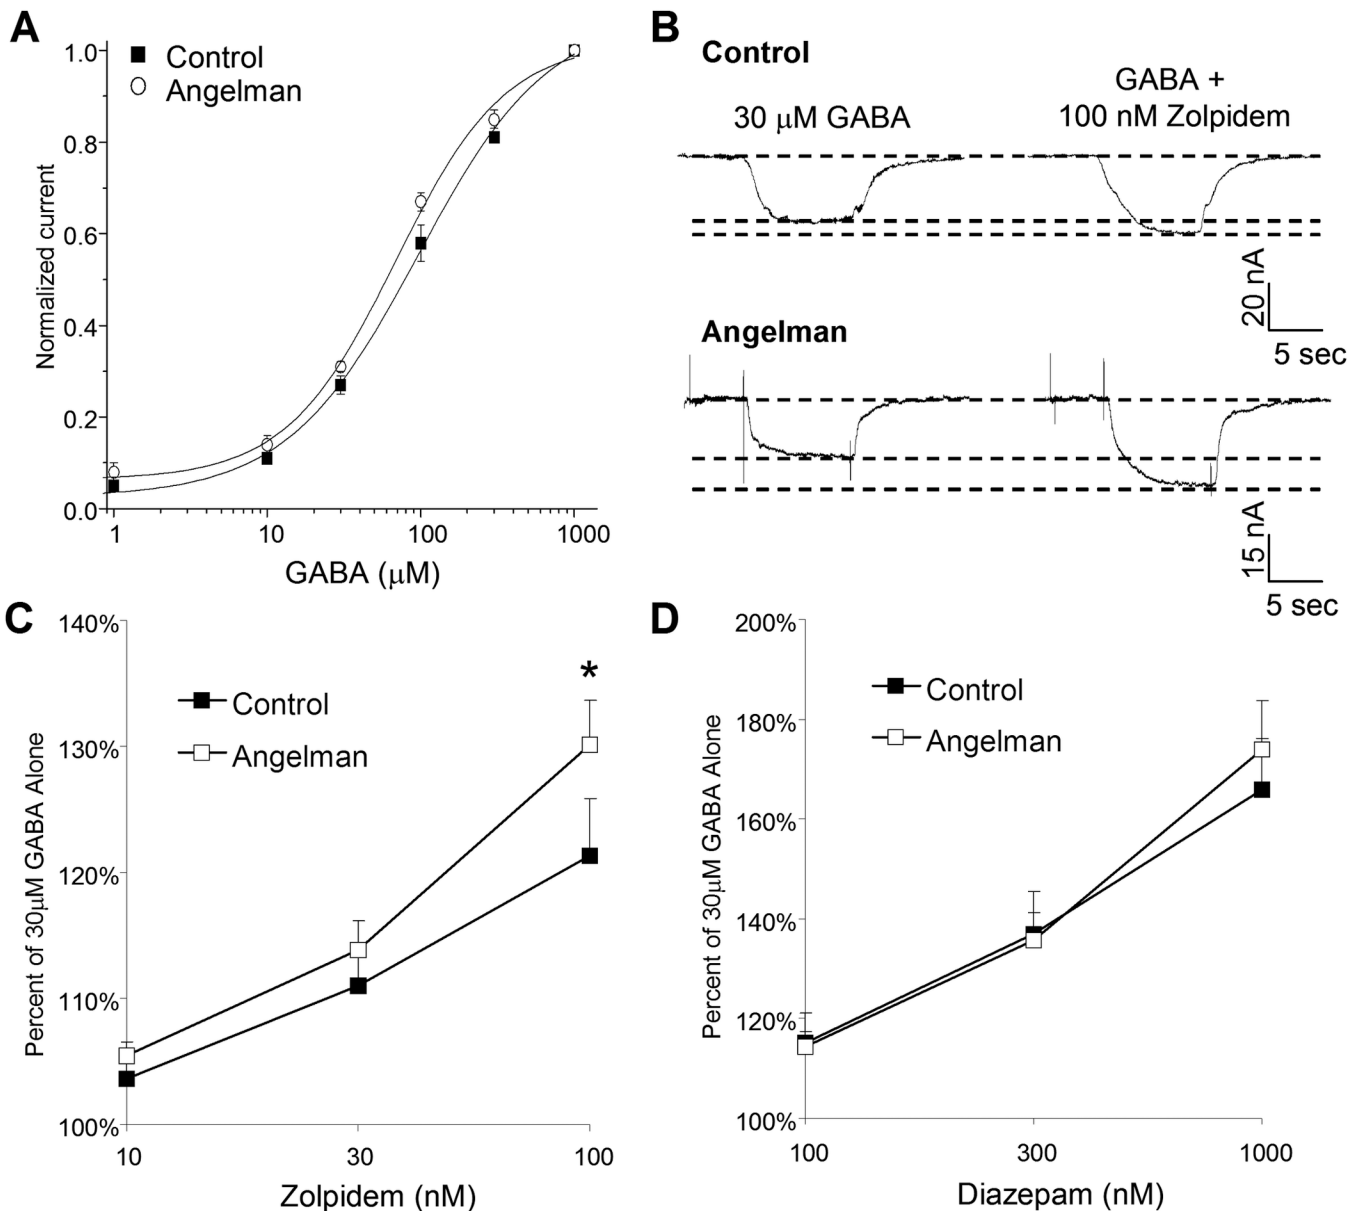 A
Control
Angelman
1.0
0.8
0.6
0.4
0.2
0.0
Normalized current
1
10
100
1000
GABA (μM)
B
Control
30 μM GABA
GABA +
100 nM Zolpidem
20 nA
5 sec
Angelman
15 nA
5 sec
C
140%
130%
120%
110%
100%
Percent of 30μM GABA Alone
Control
Angelman
*
10
30
100
Zolpidem (nM)
D
200%
180%
160%
140%
120%
100%
Percent of 30μM GABA Alone
Control
Angelman
100
300
1000
Diazepam (nM)